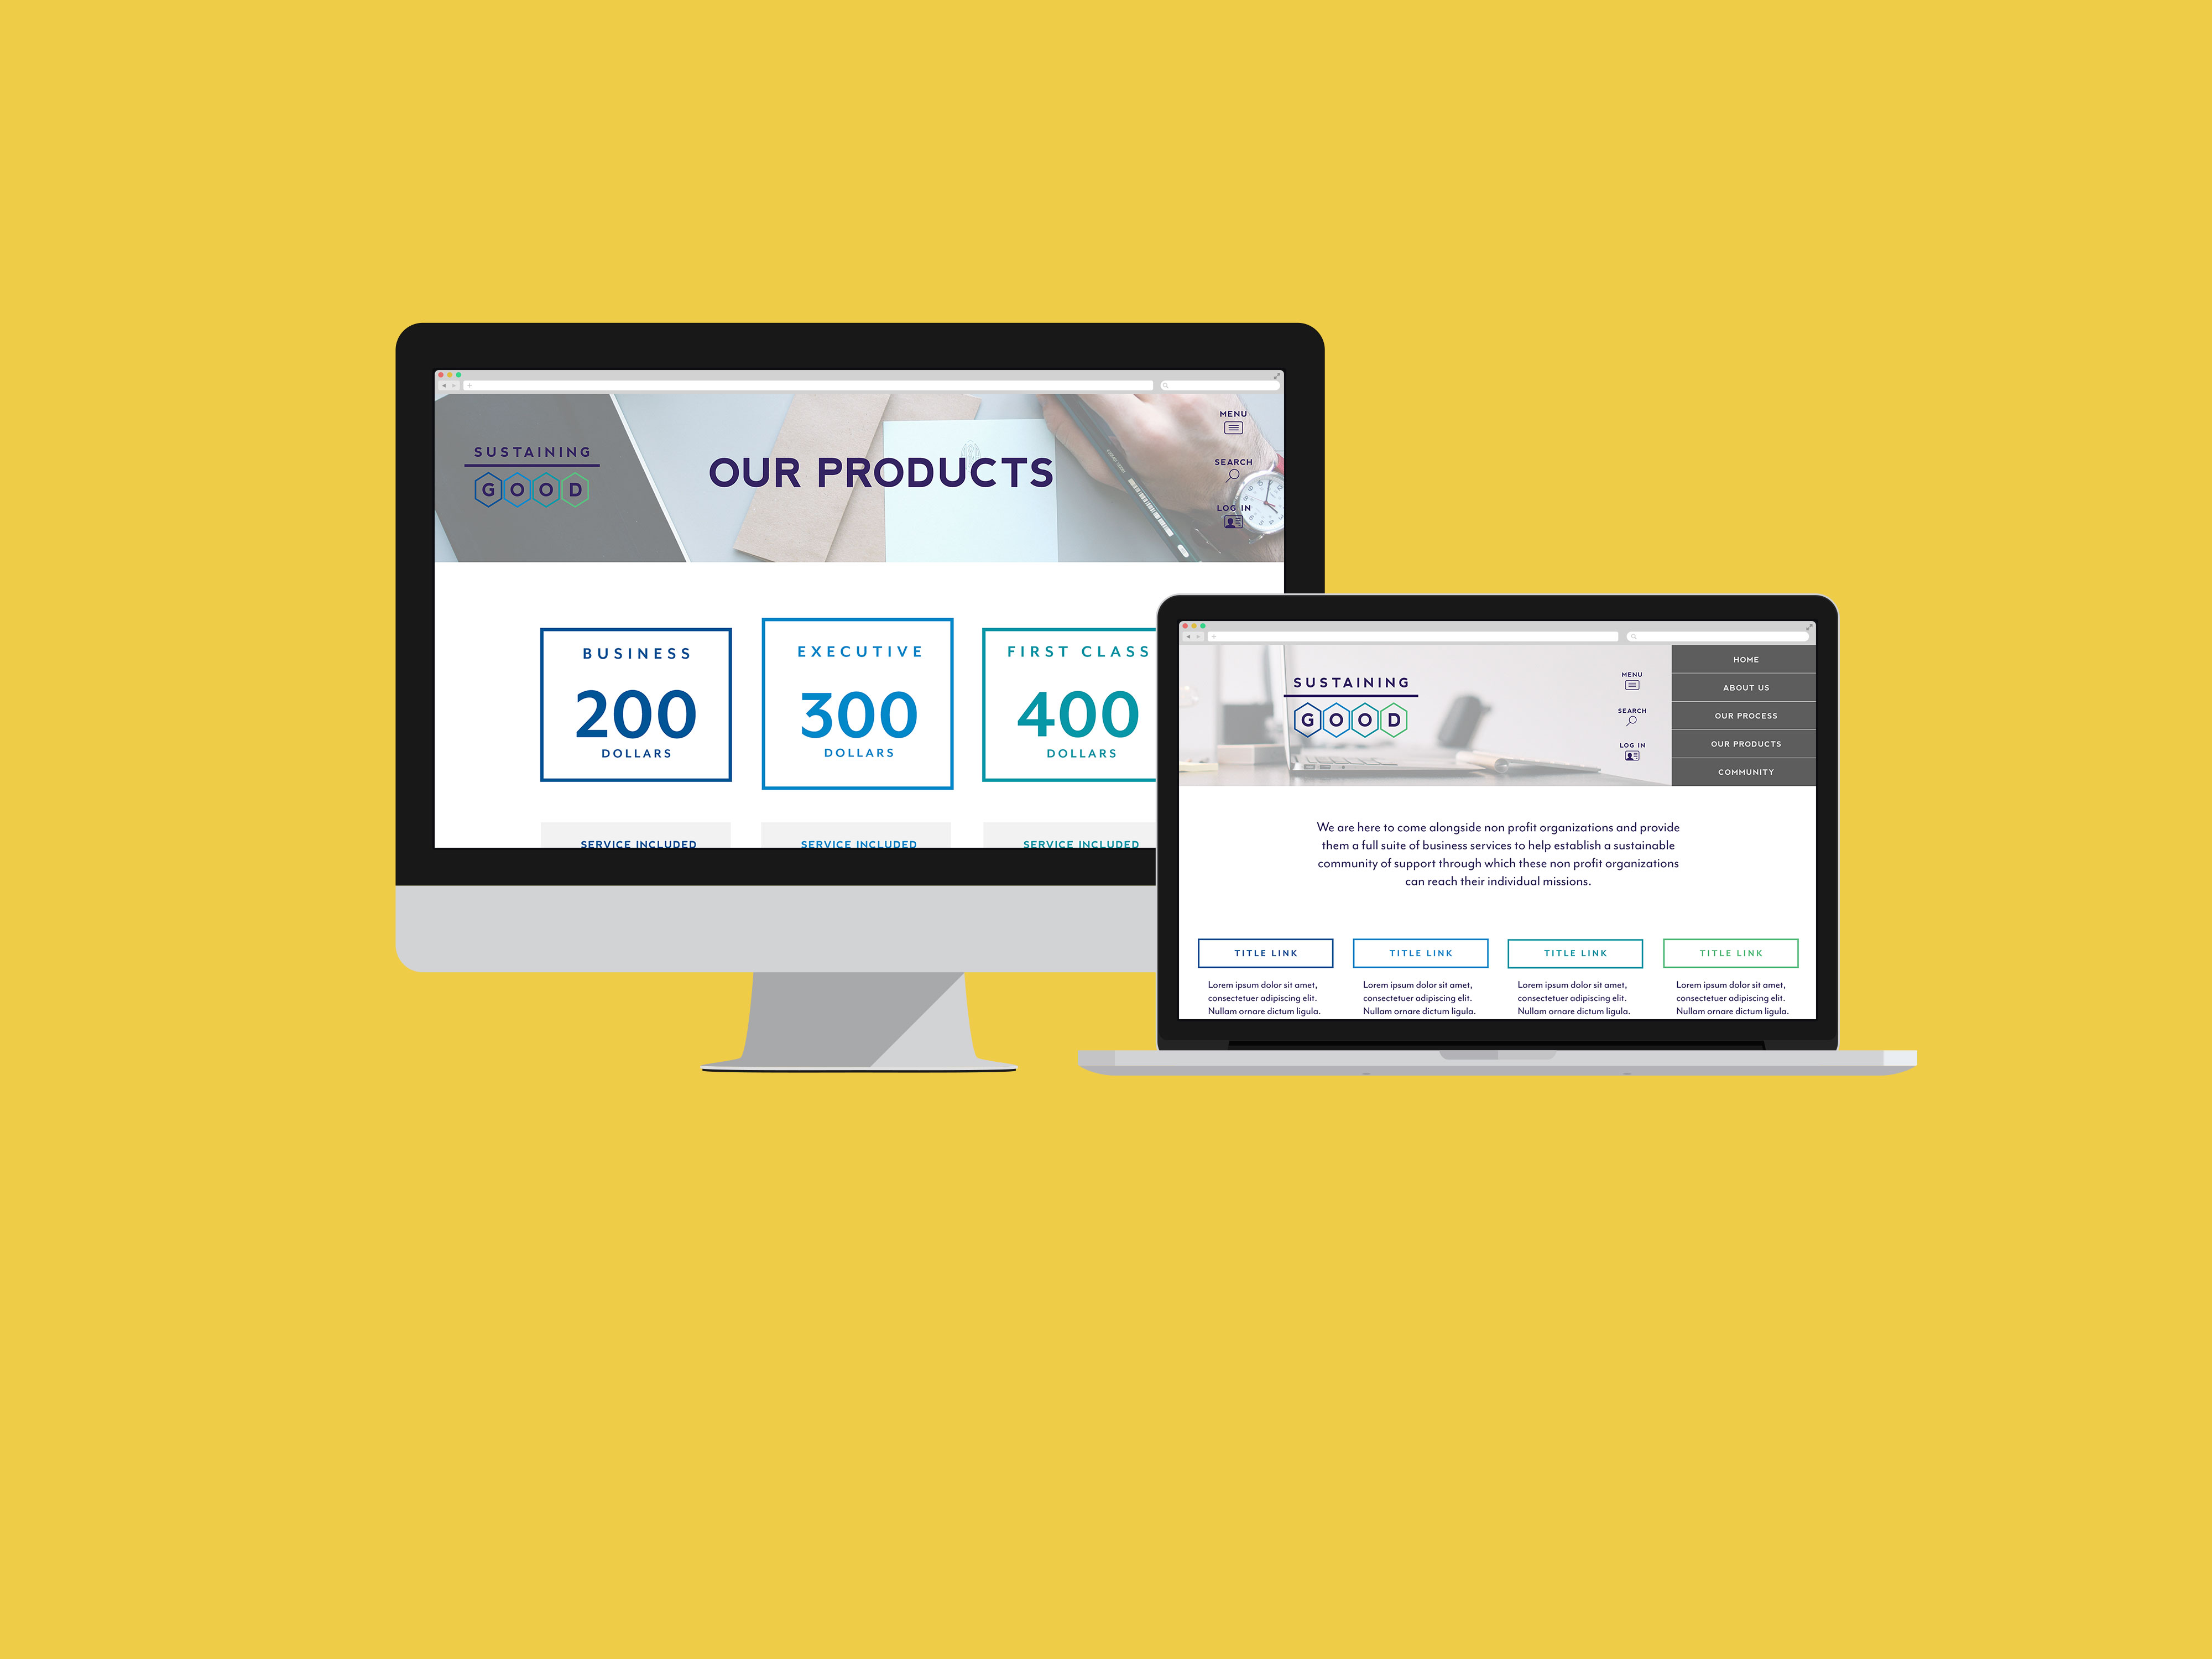 SUSTAINING
GOOD
OUR PRODUCTS
MENU
SEARCH
LOG IN
BUSINESS
200
DOLLARS
EXECUTIVE
300
DOLLARS
FIRST CLASS
400
DOLLARS
SERVICE INCLUDED
SERVICE INCLUDED
SERVICE INCLUDED
SUSTAINING
GOOD
MENU
SEARCH
LOG IN
HOME
ABOUT US
OUR PROCESS
OUR PRODUCTS
COMMUNITY
We are here to come alongside non profit organizations and provide
them a full suite of business services to help establish a sustainable
community of support through which these non profit organizations
can reach their individual missions.
TITLE LINK
Lorem ipsum dolor sit amet,
consectetuer adipiscing elit.
Nullam ornare dictum ligula.
TITLE LINK
Lorem ipsum dolor sit amet,
consectetuer adipiscing elit.
Nullam ornare dictum ligula.
TITLE LINK
Lorem ipsum dolor sit amet,
consectetuer adipiscing elit.
Nullam ornare dictum ligula.
TITLE LINK
Lorem ipsum dolor sit amet,
consectetuer adipiscing elit.
Nullam ornare dictum ligula.